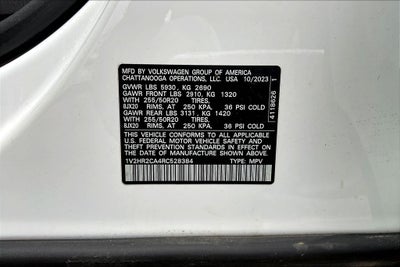 MFD BY VOLKSWAGEN GROUP OF AMERICA
CHATTANOOGA OPERATIONS, LLC. USA 10/2023
GVWR LBS 5930, KG 2690
GAWR FRONT LBS 2910, KG 1320
WITH 255/50R20 TIRES,
8JX20 RIMS, AT 250 KPA, 36 PSI COLD
GAWR REAR LBS 3131, KG 1420
WITH 255/50R20 TIRES,
8JX20 RIMS, AT 250 KPA, 36 PSI COLD
THIS VEHICLE CONFORMS TO ALL APPLICABLE
U.S. FEDERAL MOTOR VEHICLE SAFETY, BUMPER AND
THEFT PREVENTION STANDARDS IN EFFECT
ON THE DATE OF MANUFACTURE SHOWN ABOVE
1V2HR2CA4RC528384 TYPE: MPV
1
4118626